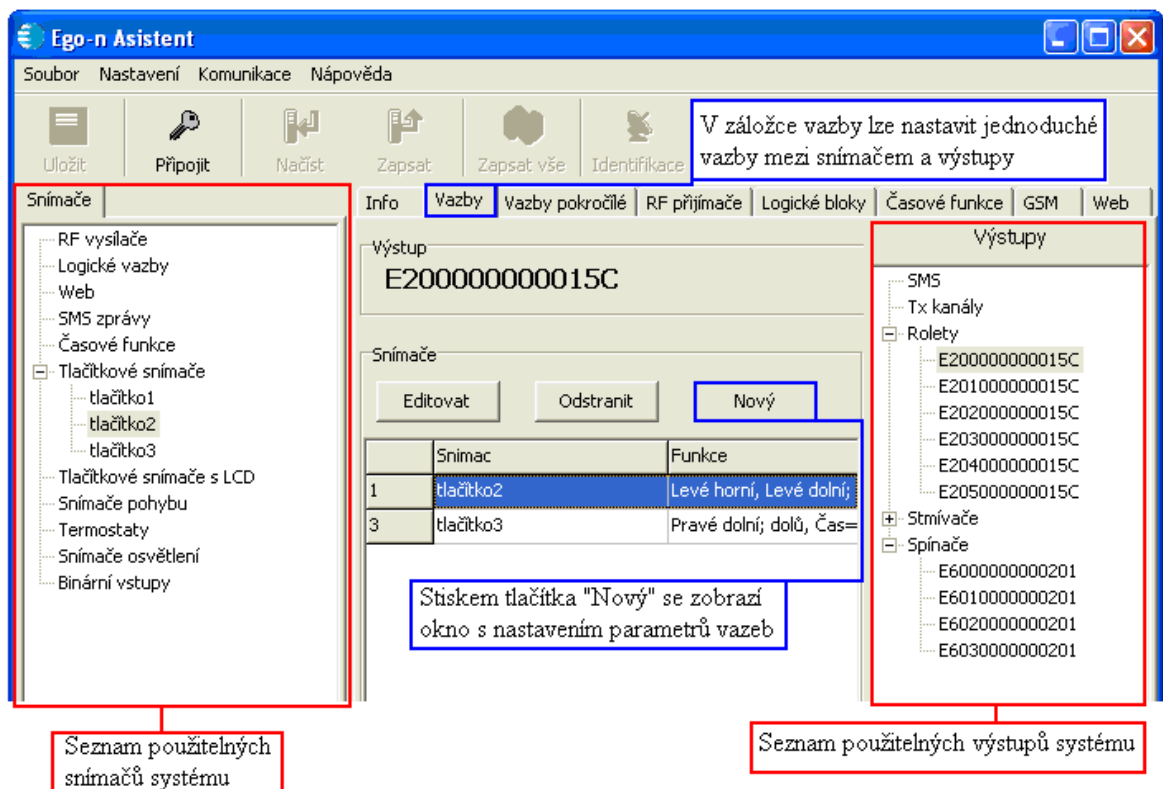 Ego-n Asistent
Soubor Nastavení Komunikace Nápověda
Uložit Připojit Načíst Zapsat Zapsat vše Identifikace
V záložce vazby lze nastavit jednoduché
vazby mezi snímačem a výstupy
Snímače
RF vysílače
Logické vazby
Web
SMS zprávy
Časové funkce
Tlačítkové snímače
tlačítko1
tlačítko2
tlačítko3
Tlačítkové snímače s LCD
Snímače pohybu
Termostaty
Snímače osvětlení
Binární vstupy
Info Vazby Vazby pokročilé RF přijímače Logické bloky Časové funkce GSM Web
Výstup
E200000000015C
Snímače
Editovat Odstranit Nový
Snimac Funkce
1 tlačítko2 Levé horní, Levé dolní;
3 tlačítko3 Pravé dolní; dolů, Čas=
Stiskem tlačítka "Nový" se zobrazí
okno s nastavením parametrů vazeb
Výstupy
SMS
Tx kanály
Rolety
E200000000015C
E201000000015C
E202000000015C
E203000000015C
E204000000015C
E205000000015C
Stmívače
Spínače
E6000000000201
E6010000000201
E6020000000201
E6030000000201
Seznam použitelných
snímačů systému
Seznam použitelných výstupů systému